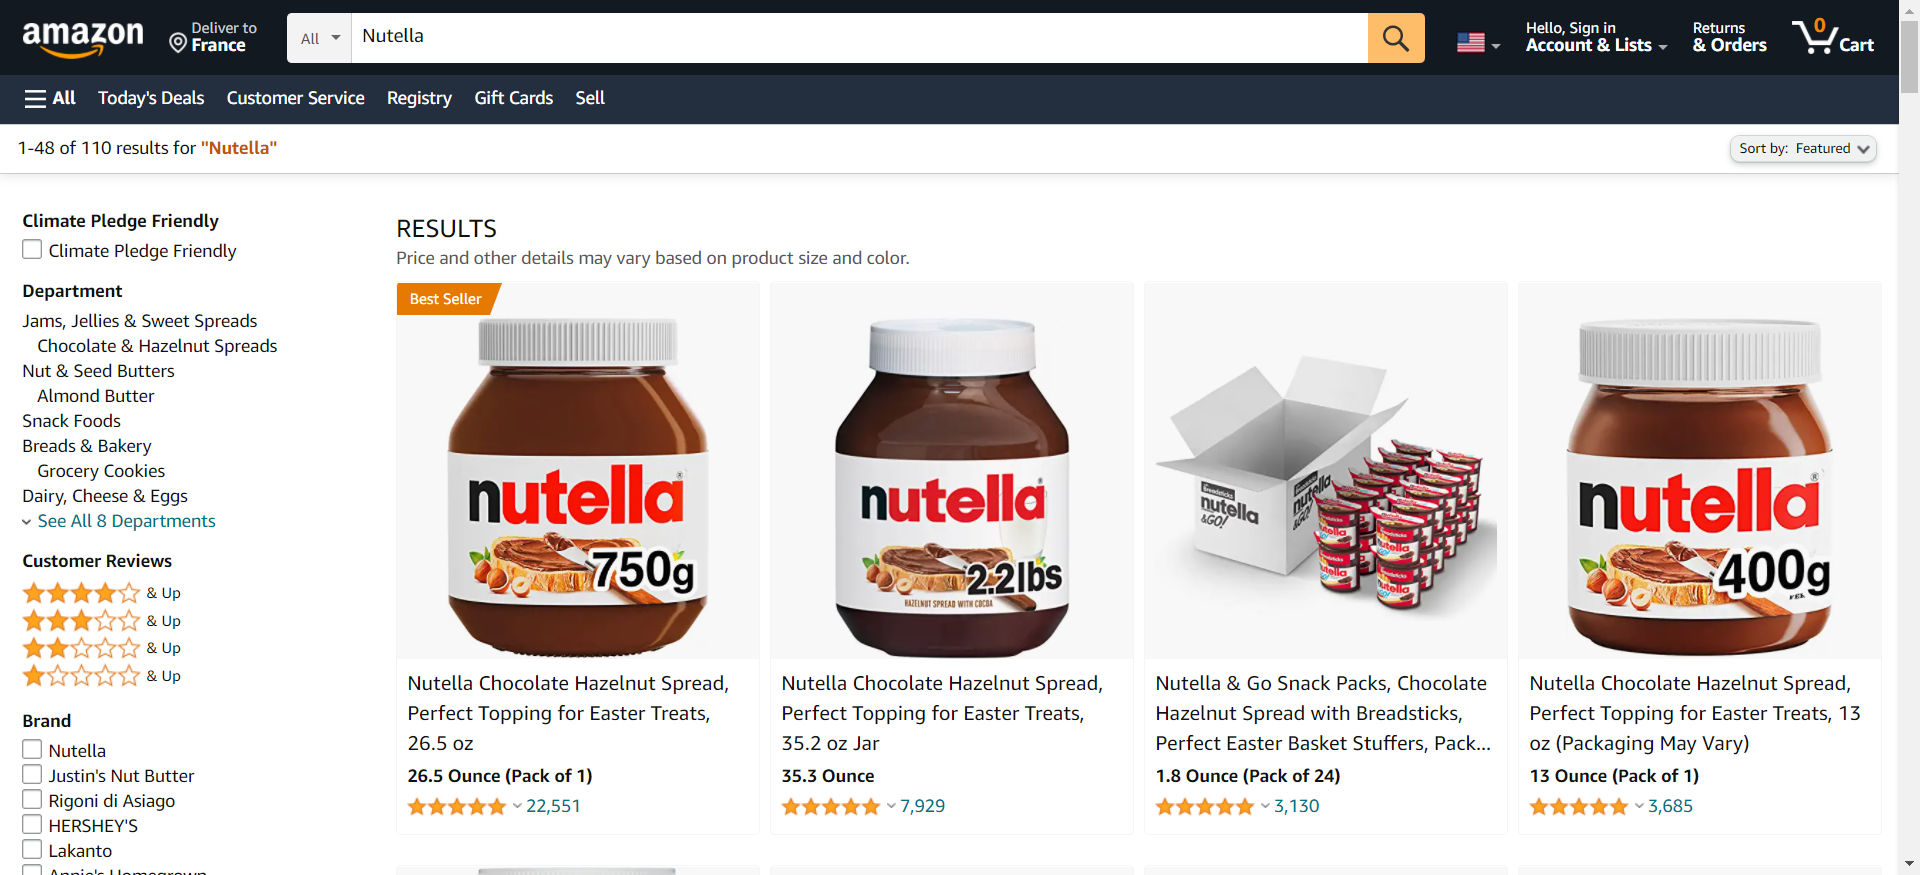 amazon
Deliver to
France
All
Nutella
Hello, Sign in
Account & Lists
Returns
& Orders
0
Cart
All
Today's Deals
Customer Service
Registry
Gift Cards
Sell
1-48 of 110 results for "Nutella"
Sort by: Featured
Climate Pledge Friendly
Climate Pledge Friendly
Department
Jams, Jellies & Sweet Spreads
Chocolate & Hazelnut Spreads
Nut & Seed Butters
Almond Butter
Snack Foods
Breads & Bakery
Grocery Cookies
Dairy, Cheese & Eggs
See All 8 Departments
Customer Reviews
& Up
& Up
& Up
& Up
Brand
Nutella
Justin's Nut Butter
Rigoni di Asiago
HERSHEY'S
Lakanto
Annie's Homegrown
RESULTS
Price and other details may vary based on product size and color.
Best Seller
nutella
750g
Nutella Chocolate Hazelnut Spread,
Perfect Topping for Easter Treats,
26.5 oz
26.5 Ounce (Pack of 1)
22,551
nutella
2.2lbs
HAZELNUT SPREAD WITH COCOA
Nutella Chocolate Hazelnut Spread,
Perfect Topping for Easter Treats,
35.2 oz Jar
35.3 Ounce
7,929
Breadsticks
nutella
&GO!
Breadsticks
nutella
&GO!
nutella
nutella
nutella
nutella
Nutella & Go Snack Packs, Chocolate
Hazelnut Spread with Breadsticks,
Perfect Easter Basket Stuffers, Pack...
1.8 Ounce (Pack of 24)
3,130
nutella
400g
Nutella Chocolate Hazelnut Spread,
Perfect Topping for Easter Treats, 13
oz (Packaging May Vary)
13 Ounce (Pack of 1)
3,685